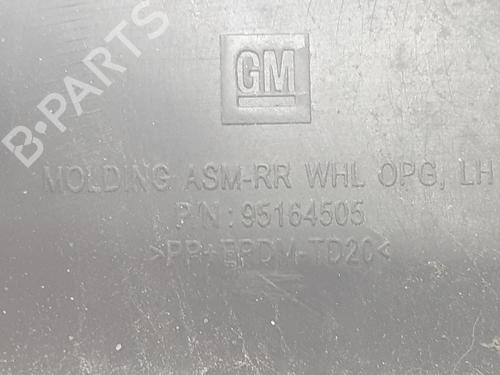 B-PARTS
GM
MOLDING ASM-RR WHL OPG, LH
P/N : 95164505
>PP+EPDM-TD20<